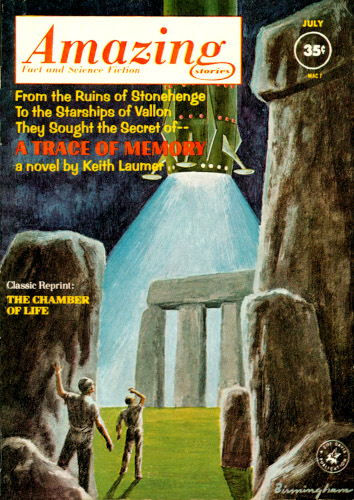 JULY
Amazing
35¢
Fact and Science Fiction
stories
MAC 7
From the Ruins of Stonehenge
To the Starships of Vallon
They Sought the Secret of--
A TRACE OF MEMORY
a novel by Keith Laumer
Classic Reprint:
THE CHAMBER
OF LIFE
Birmingham